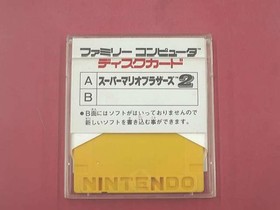 ファミリー コンピュータ
ディスクカード
A スーパーマリオブラザーズ2
B
●B面にはソフトがはいっておりませんので
新しいソフトを書き込む事ができます。
NINTENDO